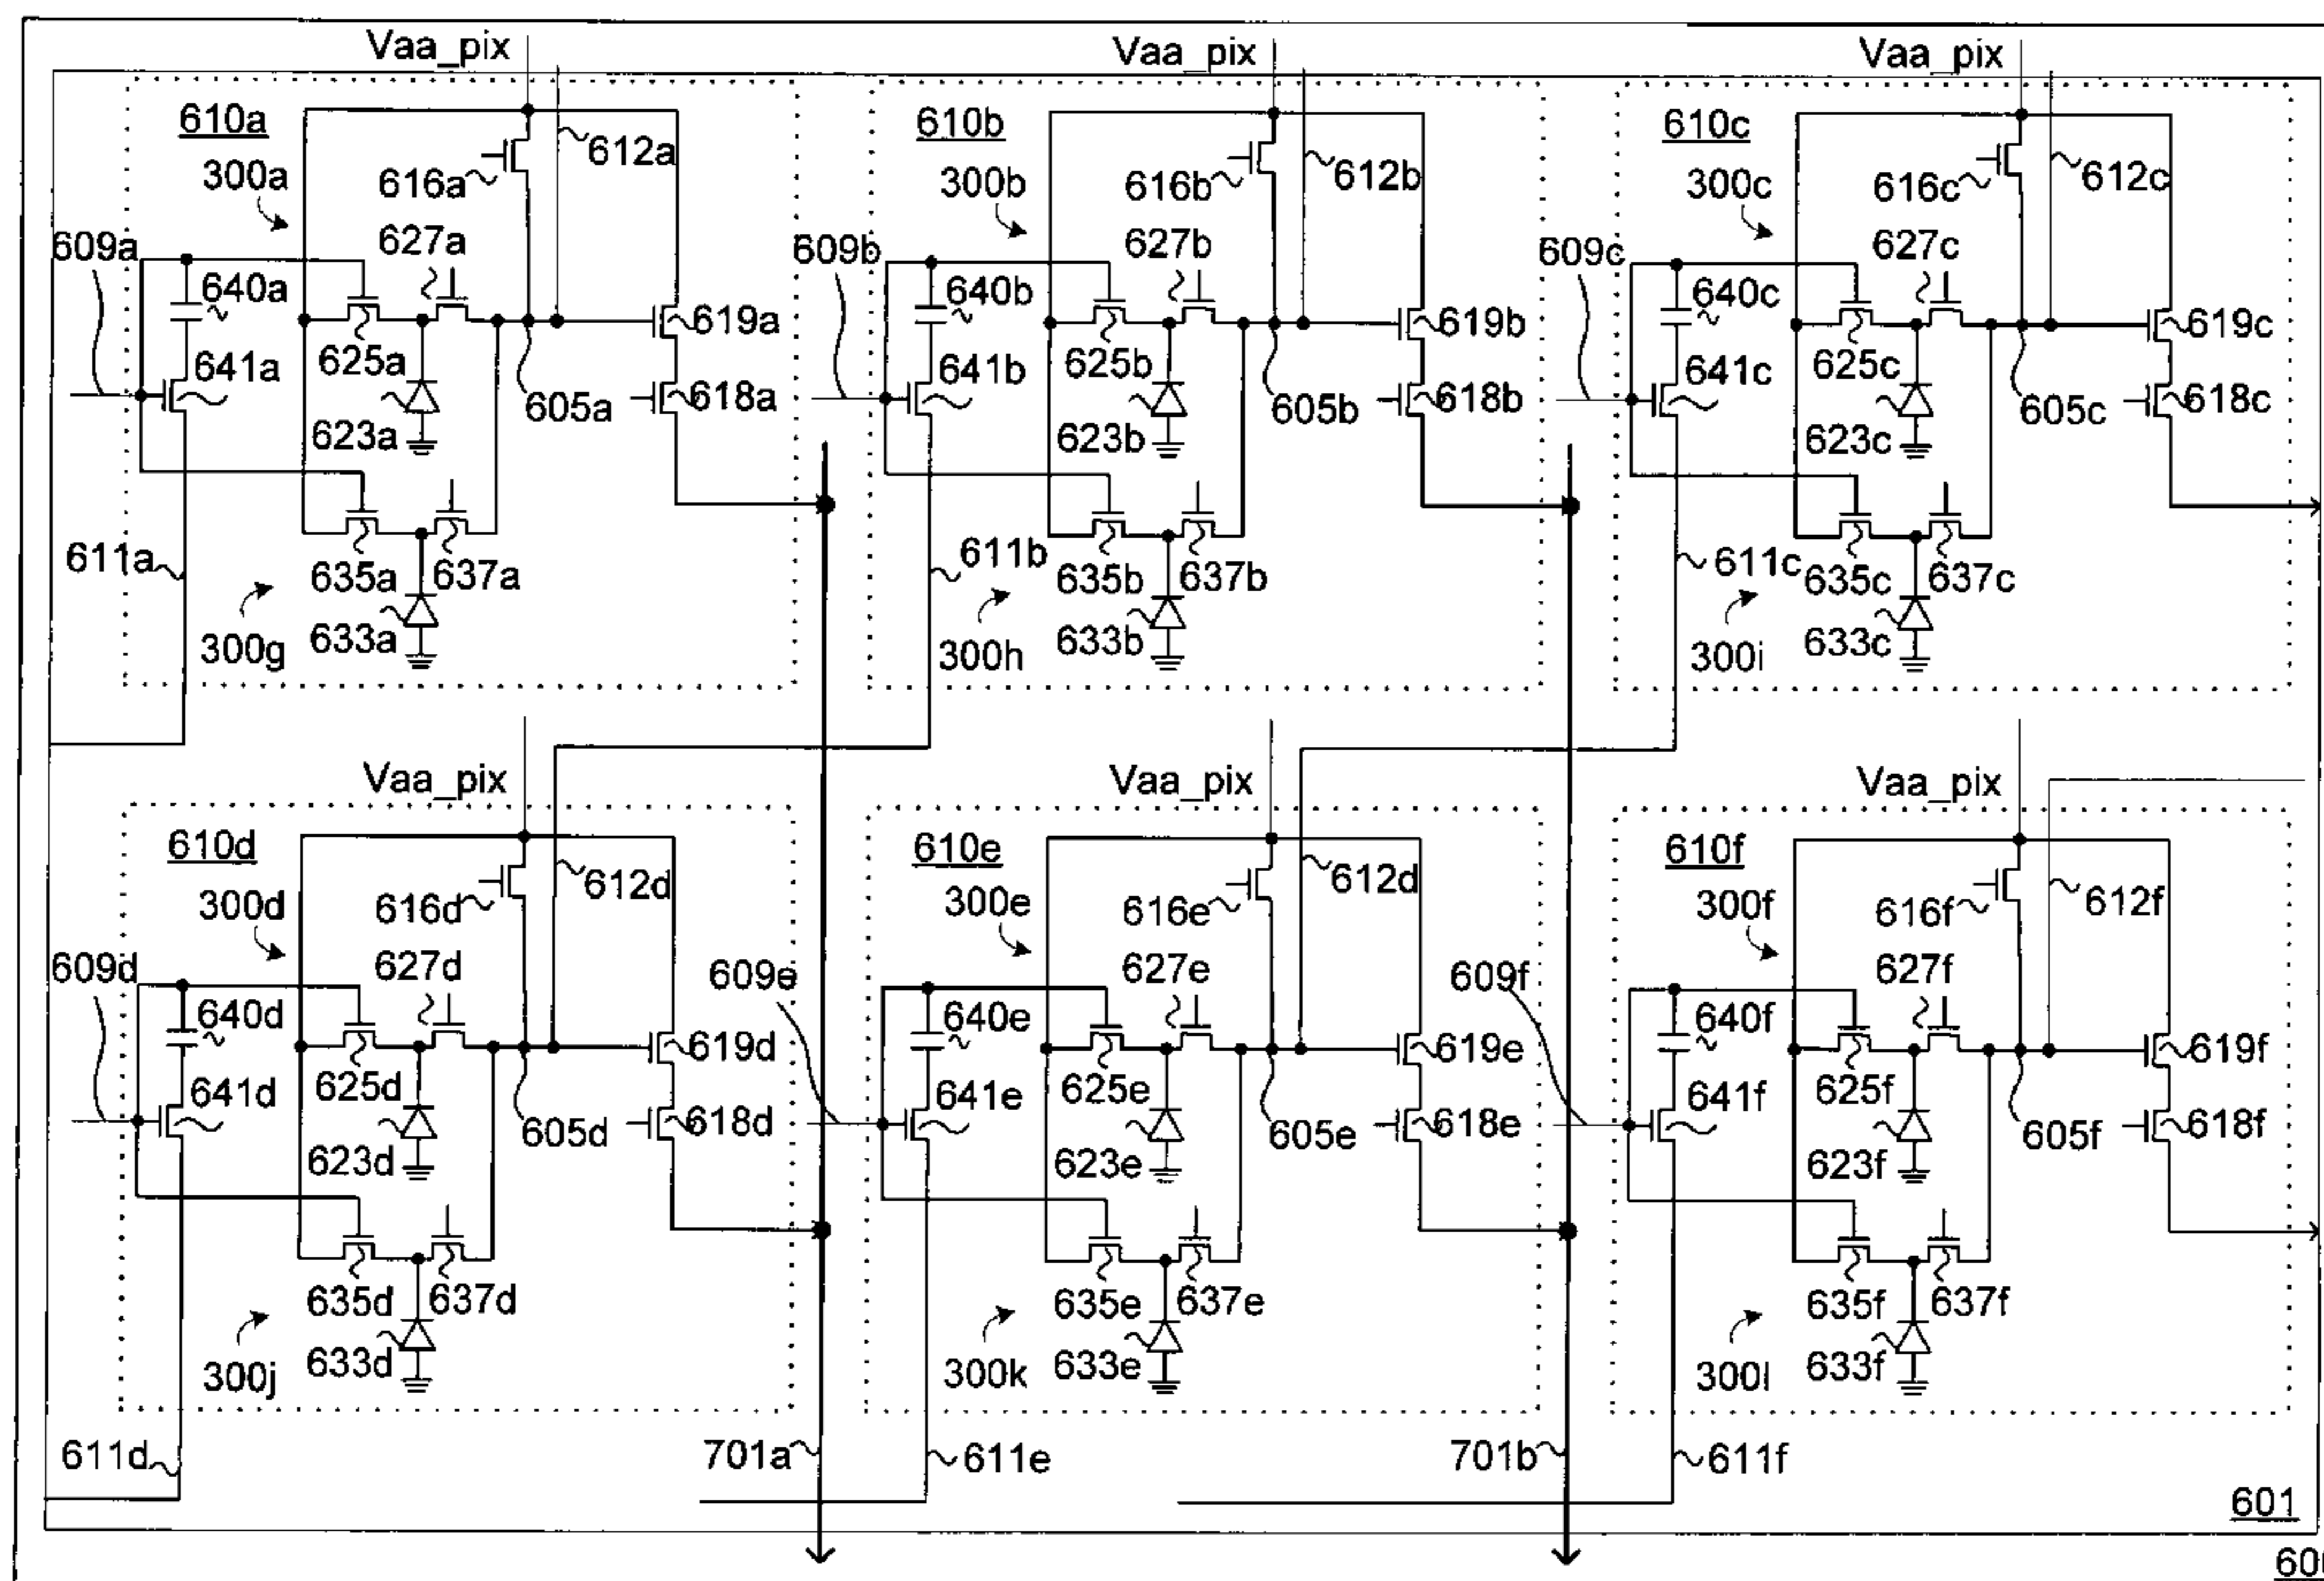 Vaa_pix Vaa_pix Vaa_pix
610a 610b 610c
612a 612b 612c
300a 616a 300b 616b 300c 616c
609a 627a 609b 627b 609c 627c
640a 640b 640c
619a 619b 619c
625a 625b 625c
641a 641b 641c
605a 618a 605b 618b 605c 618c
623a 623b 623c
611a 611b 611c
635a 637a 635b 637b 635c 637c
300g 633a 300h 633b 300i 633c
Vaa_pix Vaa_pix Vaa_pix
610d 610e 610f
612d 612d 612f
300d 616d 300e 616e 300f 616f
609d 627d 609e 627e 609f 627f
640d 640e 640f
619d 619e 619f
625d 625e 625f
641d 641e 641f
605d 618d 605e 618e 605f 618f
623d 623e 623f
635d 637d 635e 637e 635f 637f
300j 633d 300k 633e 300l 633f
611d 701a 611e 701b 611f
601